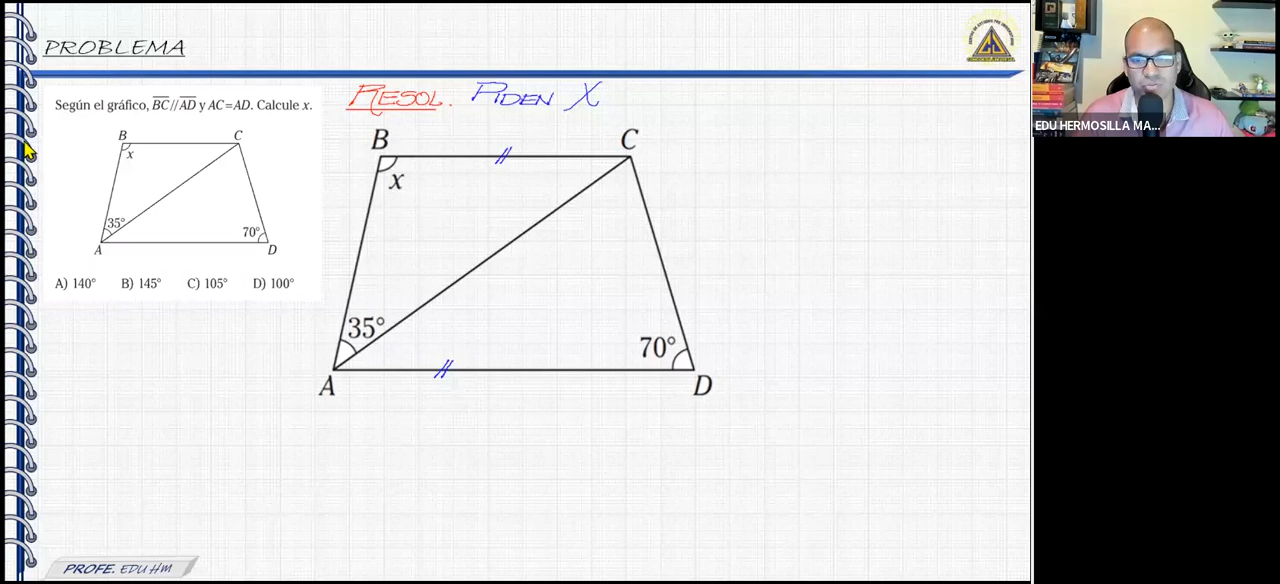 PROBLEMA
Según el gráfico, BC//AD y AC=AD. Calcule x.
B
C
x
35°
70°
A
D
A) 140°
B) 145°
C) 105°
D) 100°
RESOL. PIDEN X
B
C
x
35°
70°
A
D
EDU HERMOSILLA MA...
PROFE. EDU HM